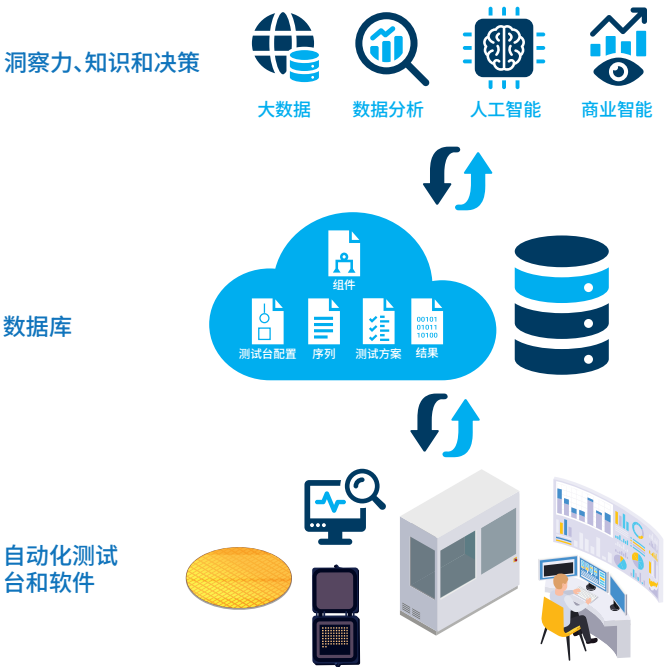 洞察力、知识和决策
大数据
数据分析
人工智能
商业智能
组件
测试台配置
序列
测试方案
00101
01011
10100
结果
数据库
自动化测试
台和软件